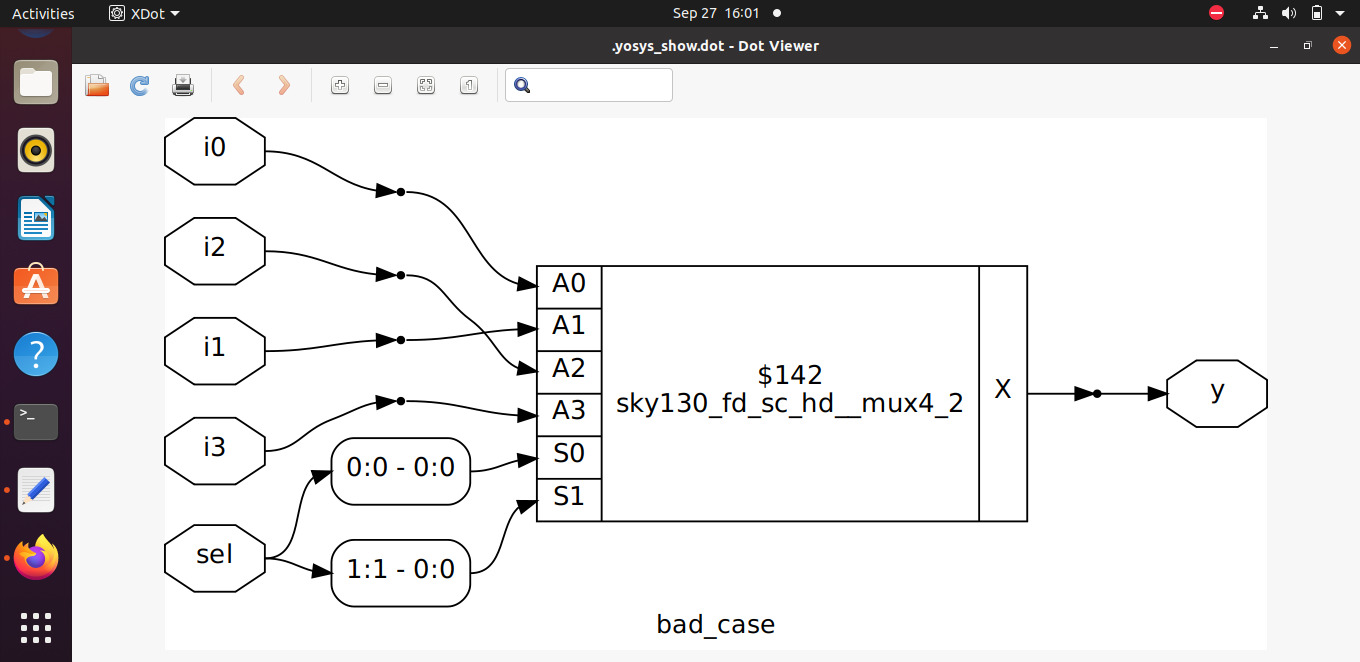 Activities
XDot
Sep 27 16:01
.yosys_show.dot - Dot Viewer
i0
i2
i1
i3
sel
0:0 - 0:0
1:1 - 0:0
A0
A1
A2
A3
S0
S1
$142
sky130_fd_sc_hd__mux4_2
X
y
bad_case